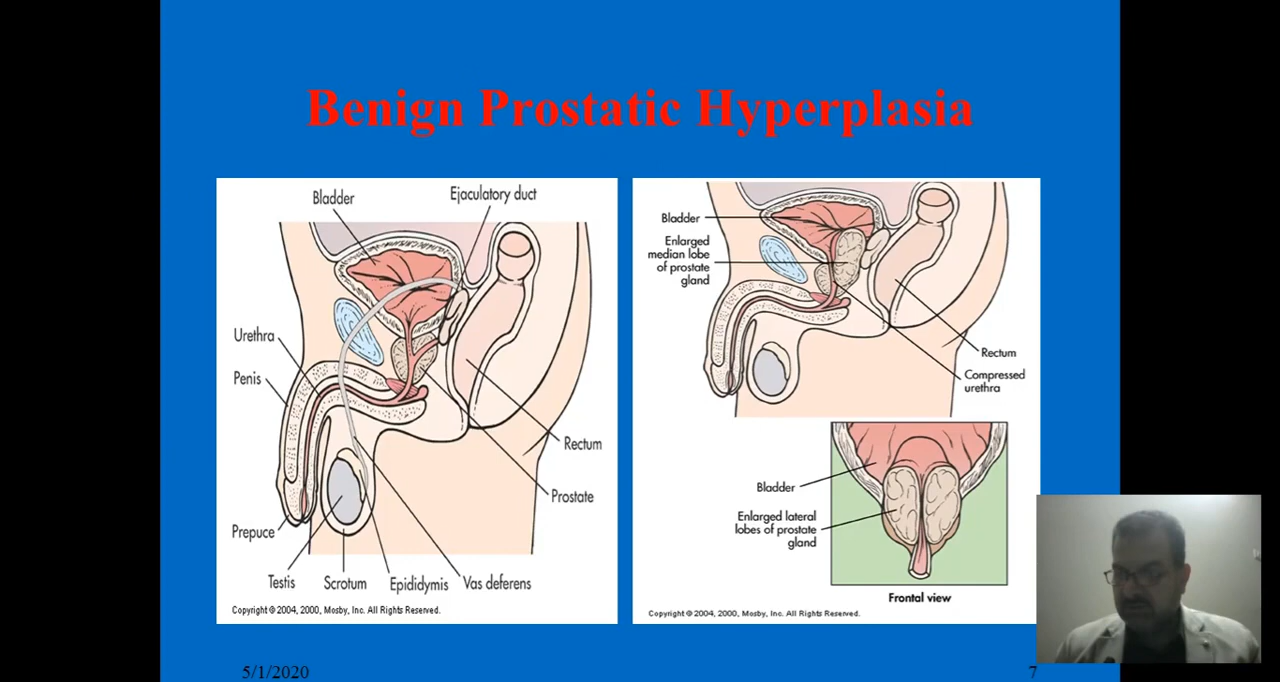 Benign Prostatic Hyperplasia
Bladder
Ejaculatory duct
Urethra
Penis
Rectum
Prostate
Prepuce
Testis
Scrotum
Epididymis
Vas deferens
Copyright © 2004, 2000, Mosby, Inc. All Rights Reserved.
Bladder
Enlarged
median lobe
of prostate
gland
Rectum
Compressed
urethra
Bladder
Enlarged lateral
lobes of prostate
gland
Frontal view
Copyright © 2004, 2000, Mosby, Inc. All Rights Reserved.
5/1/2020
7